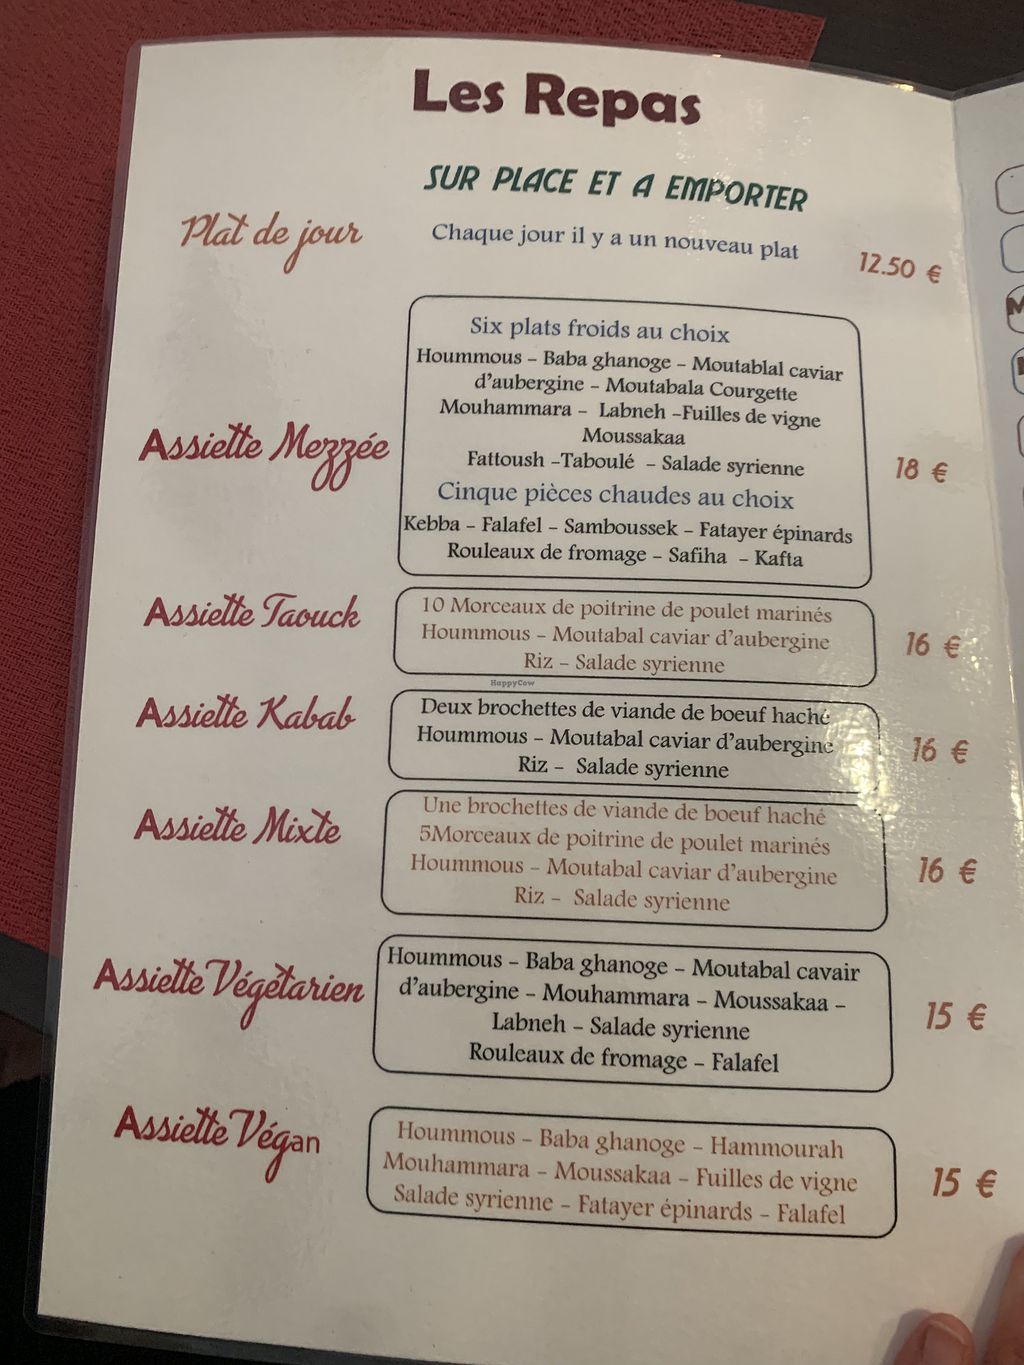 Les Repas
SUR PLACE ET A EMPORTER
Plat de jour
Chaque jour il y a un nouveau plat
12.50 €
Assiette Mezzée
Six plats froids au choix
Hoummous - Baba ghanoge - Moutablal caviar
d'aubergine - Moutabala Courgette
Mouhammara - Labneh -Fuilles de vigne
Moussakaa
Fattoush -Taboulé - Salade syrienne
Cinque pièces chaudes au choix
Kebba - Falafel - Samboussek - Fatayer épinards
Rouleaux de fromage - Safiha - Kafta
18 €
Assiette Taouck
10 Morceaux de poitrine de poulet marinés
Hoummous - Moutabal caviar d'aubergine
Riz - Salade syrienne
16 €
HappyCow
Assiette Kabab
Deux brochettes de viande de boeuf haché
Hoummous - Moutabal caviar d'aubergine
Riz - Salade syrienne
16 €
Assiette Mixte
Une brochettes de viande de boeuf haché
5Morceaux de poitrine de poulet marinés
Hoummous - Moutabal caviar d'aubergine
Riz - Salade syrienne
16 €
Assiette Végétarien
Hoummous - Baba ghanoge - Moutabal cavair
d'aubergine - Mouhammara - Moussakaa -
Labneh - Salade syrienne
Rouleaux de fromage - Falafel
15 €
Assiette Végan
Hoummous - Baba ghanoge - Hammourah
Mouhammara - Moussakaa - Fuilles de vigne
Salade syrienne - Fatayer épinards - Falafel
15 €